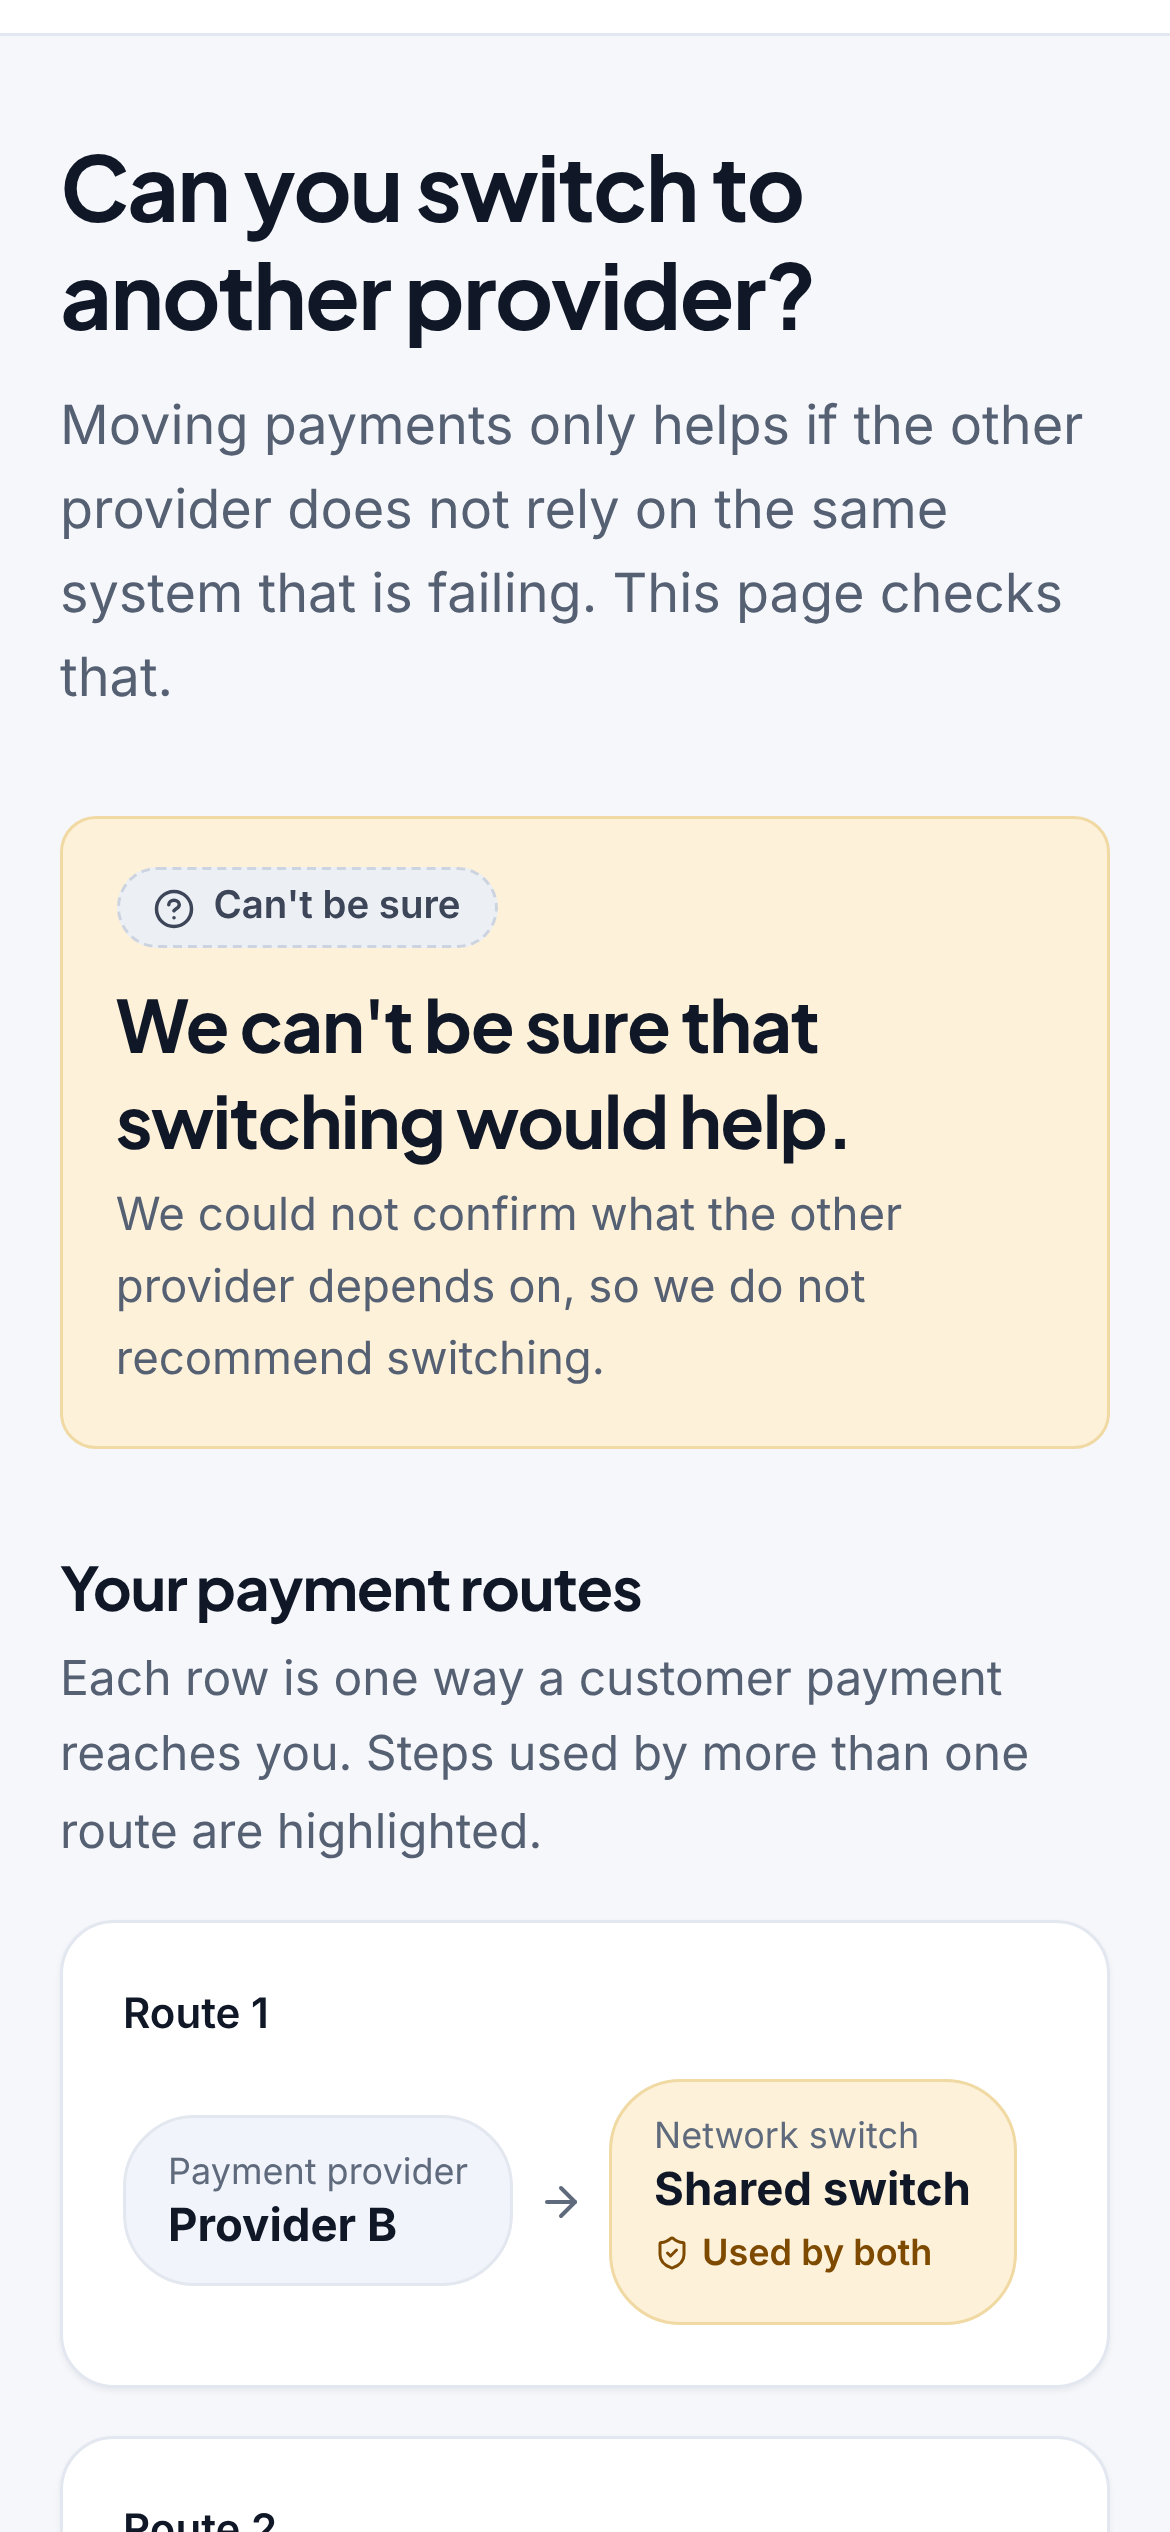 Can you switch to
another provider?
Moving payments only helps if the other
provider does not rely on the same
system that is failing. This page checks
that.
Can't be sure
We can't be sure that
switching would help.
We could not confirm what the other
provider depends on, so we do not
recommend switching.
Your payment routes
Each row is one way a customer payment
reaches you. Steps used by more than one
route are highlighted.
Route 1
Payment provider
Provider B
Network switch
Shared switch
Used by both
Route 2